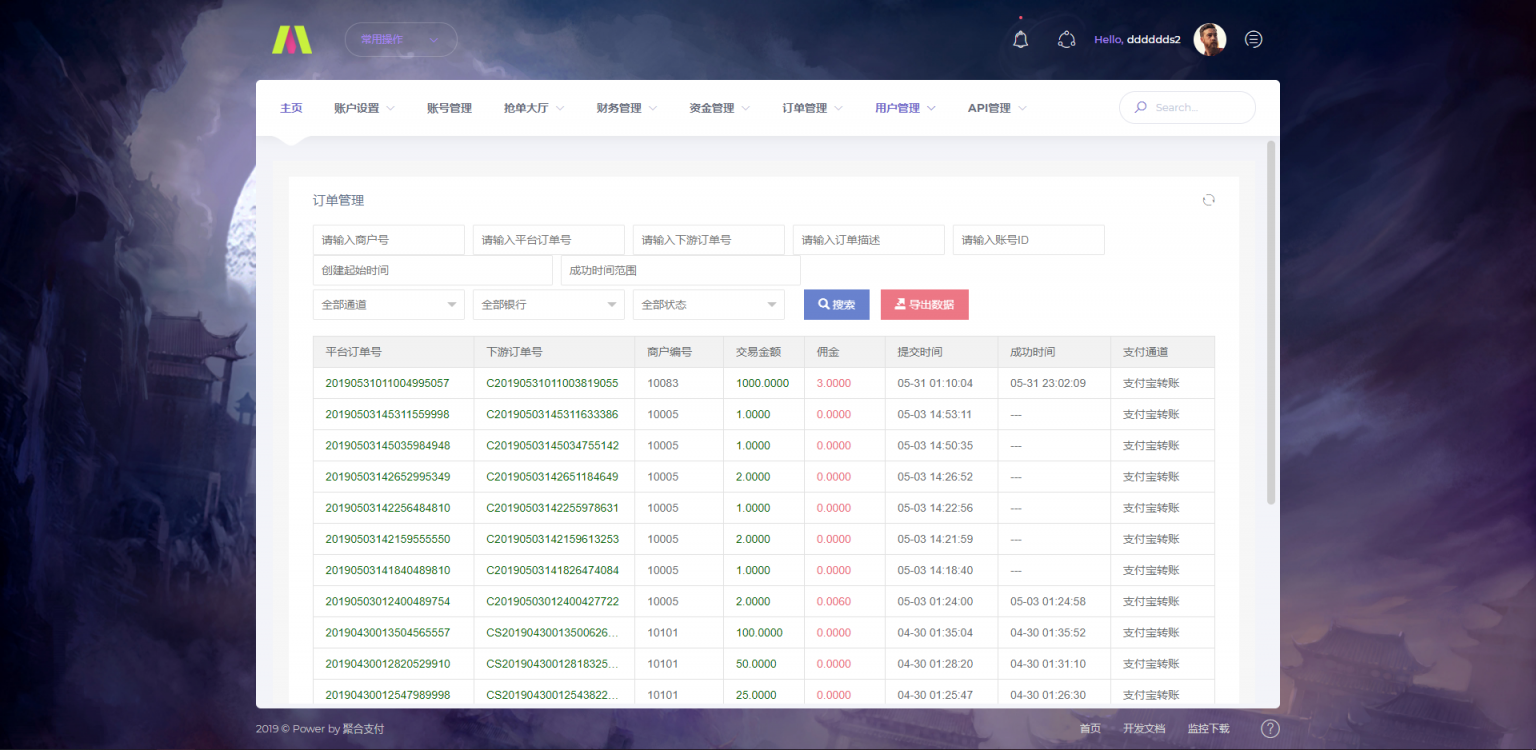 常用操作
Hello, dddddds2
主页 账户设置 账号管理 抢单大厅 财务管理 资金管理 订单管理 用户管理 API管理 Search...
订单管理
请输入商户号 请输入平台订单号 请输入下游订单号 请输入订单描述 请输入账号ID
创建起始时间 成功时间范围
全部通道 全部银行 全部状态 搜索 导出数据
平台订单号 下游订单号 商户编号 交易金额 佣金 提交时间 成功时间 支付通道
20190531011004995057 C20190531011003819055 10083 1000.0000 3.0000 05-31 01:10:04 05-31 23:02:09 支付宝转账
20190503145311559998 C20190503145311633386 10005 1.0000 0.0000 05-03 14:53:11 --- 支付宝转账
20190503145035984948 C20190503145034755142 10005 1.0000 0.0000 05-03 14:50:35 --- 支付宝转账
20190503142652995349 C20190503142651184649 10005 2.0000 0.0000 05-03 14:26:52 --- 支付宝转账
20190503142256484810 C20190503142255978631 10005 1.0000 0.0000 05-03 14:22:56 --- 支付宝转账
20190503142159555550 C20190503142159613253 10005 2.0000 0.0000 05-03 14:21:59 --- 支付宝转账
20190503141840489810 C20190503141826474084 10005 1.0000 0.0000 05-03 14:18:40 --- 支付宝转账
20190503012400489754 C20190503012400427722 10005 2.0000 0.0060 05-03 01:24:00 05-03 01:24:58 支付宝转账
20190430013504565557 CS20190430013500626... 10101 100.0000 0.0000 04-30 01:35:04 04-30 01:35:52 支付宝转账
20190430012820529910 CS20190430012818325... 10101 50.0000 0.0000 04-30 01:28:20 04-30 01:31:10 支付宝转账
20190430012547989998 CS20190430012543822... 10101 25.0000 0.0000 04-30 01:25:47 04-30 01:26:30 支付宝转账
2019 © Power by 聚合支付 首页 开发文档 监控下载